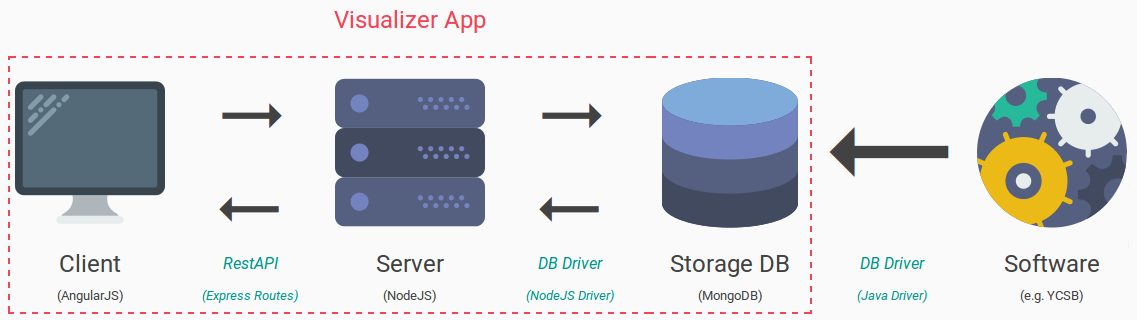 Visualizer App
Client
(AngularJS)
RestAPI
(Express Routes)
Server
(NodeJS)
DB Driver
(NodeJS Driver)
Storage DB
(MongoDB)
DB Driver
(Java Driver)
Software
(e.g. YCSB)